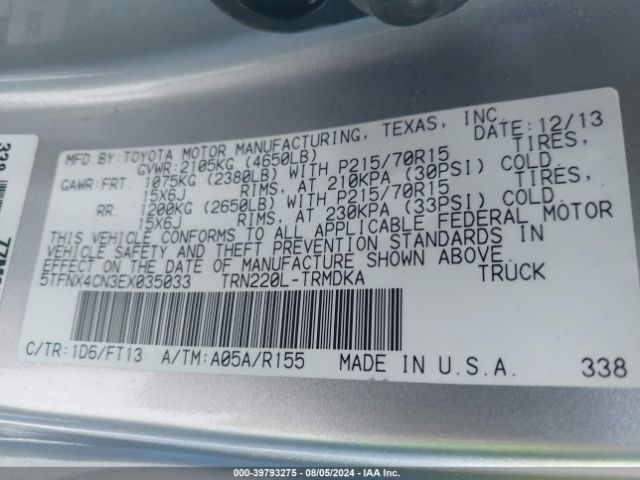 MFD.BY:TOYOTA MOTOR MANUFACTURING, TEXAS, INC.
GVWR:2105KG (4650LB) DATE:12/13
GAWR:FRT. 1075KG (2380LB) WITH P215/70R15 TIRES,
15X6J RIMS, AT 210KPA (30PSI) COLD.
RR. 1200KG (2650LB) WITH P215/70R15 TIRES,
15X6J RIMS, AT 230KPA (33PSI) COLD.
THIS VEHICLE CONFORMS TO ALL APPLICABLE FEDERAL MOTOR
VEHICLE SAFETY AND THEFT PREVENTION STANDARDS IN
EFFECT ON THE DATE OF MANUFACTURE SHOWN ABOVE.
5TFNX4CN3EX035033 TRN220L-TRMDKA TRUCK
C/TR:1D6/FT13 A/TM:A05A/R155 MADE IN U.S.A. 338
338
000-39793275 - 08/05/2024 - IAA Inc.